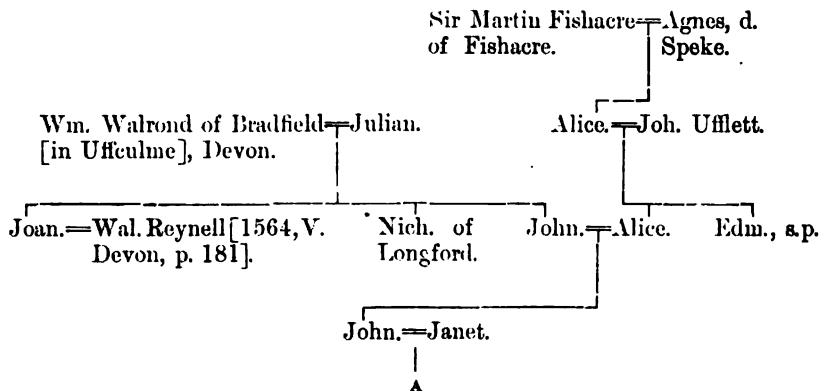 Sir Martin Fishacre=Agnes, d.
of Fishacre. Speke.
Wm. Walrond of Bradfield=Julian. Alice.=Joh. Ufflett.
[in Uffculme], Devon.
Joan.=Wal. Reynell [1564, V. Nich. of John.=Alice. Edm., s.p.
Devon, p. 181]. Longford.
John.=Janet.
A